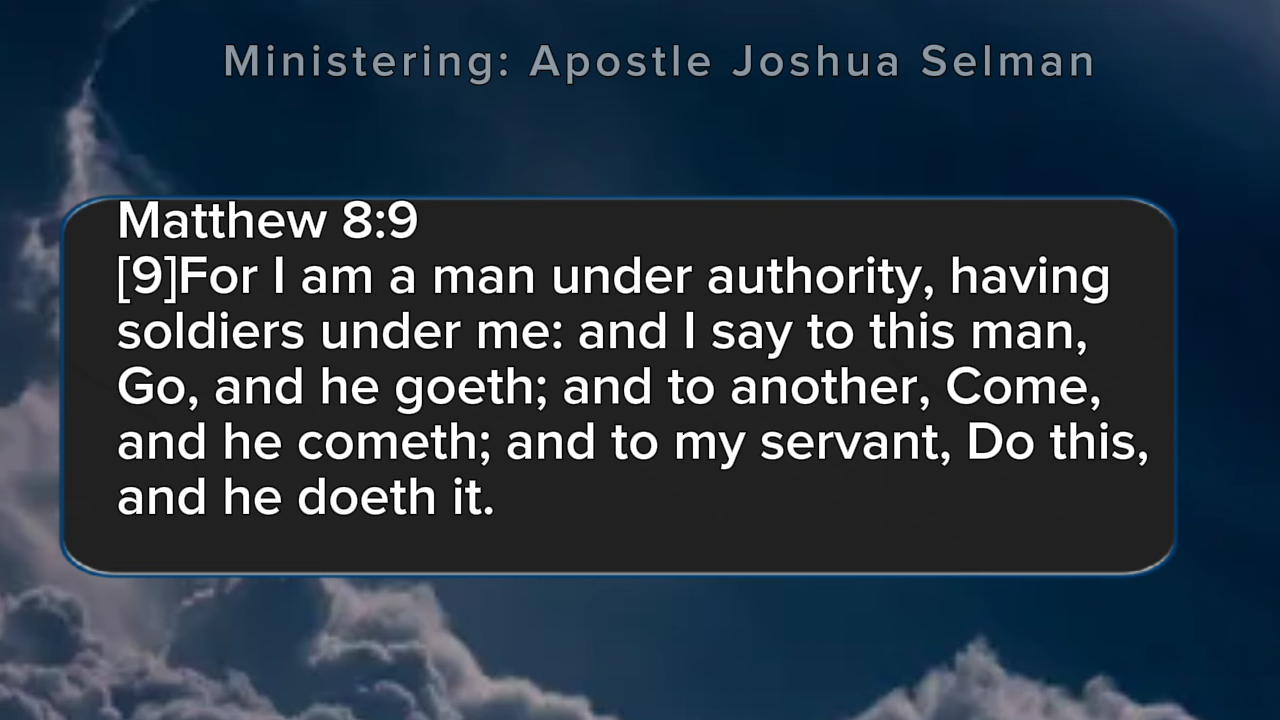 Ministering: Apostle Joshua Selman
Matthew 8:9
[9]For I am a man under authority, having
soldiers under me: and I say to this man,
Go, and he goeth; and to another, Come,
and he cometh; and to my servant, Do this,
and he doeth it.